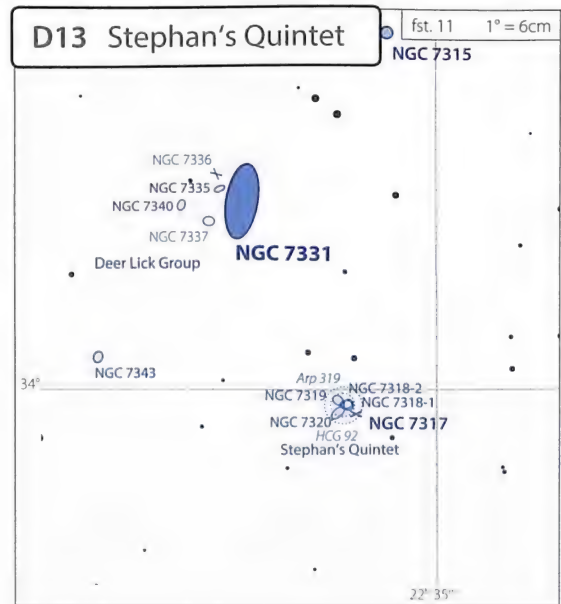 D13 Stephan's Quintet
fst. 11 1° = 6cm
NGC 7315
NGC 7336
NGC 7335
NGC 7340
NGC 7337
Deer Lick Group
NGC 7331
NGC 7343
34°
Arp 319
NGC 7318-2
NGC 7319
NGC 7318-1
NGC 7320
NGC 7317
HCG 92
Stephan's Quintet
22h 35m